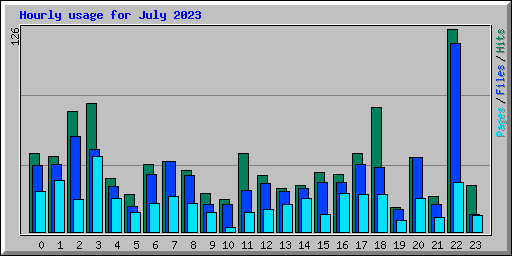 Hourly usage for July 2023
126
Pages / Files / Hits
0 1 2 3 4 5 6 7 8 9 10 11 12 13 14 15 16 17 18 19 20 21 22 23